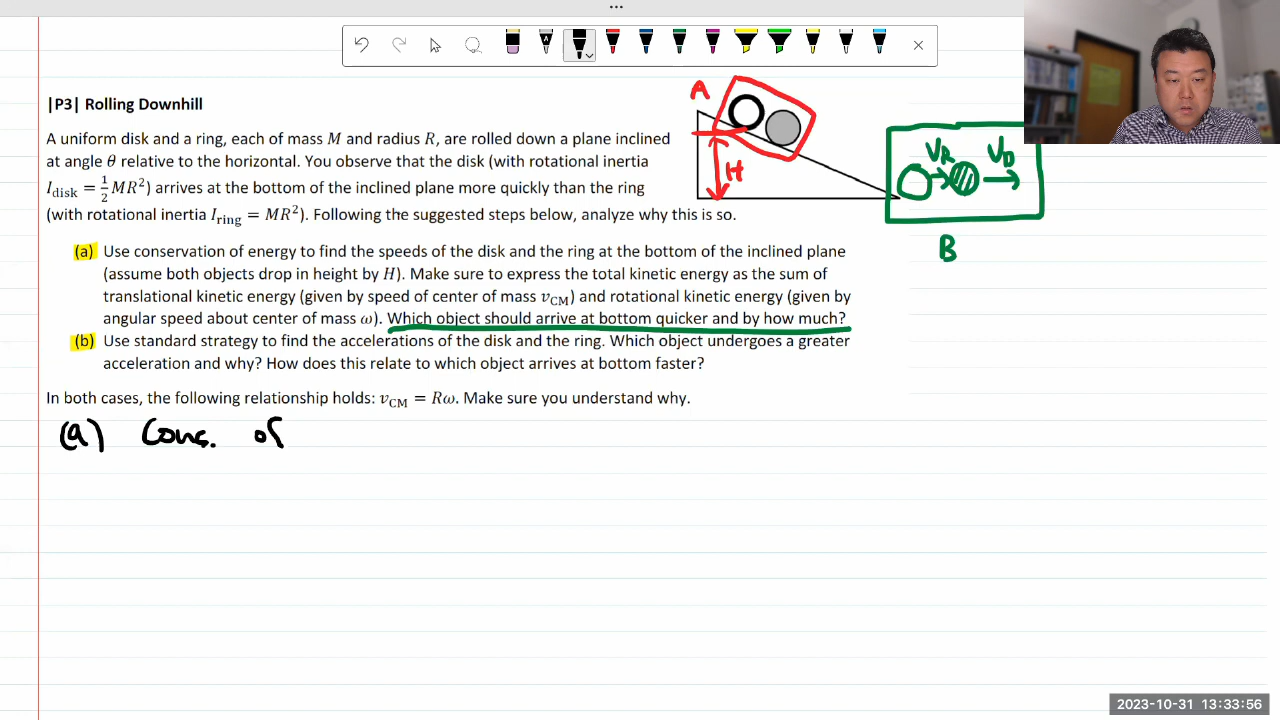 |P3| Rolling Downhill
A uniform disk and a ring, each of mass M and radius R, are rolled down a plane inclined
at angle θ relative to the horizontal. You observe that the disk (with rotational inertia
I_disk = 1/2 MR²) arrives at the bottom of the inclined plane more quickly than the ring
(with rotational inertia I_ring = MR²). Following the suggested steps below, analyze why this is so.
(a) Use conservation of energy to find the speeds of the disk and the ring at the bottom of the inclined plane
(assume both objects drop in height by H). Make sure to express the total kinetic energy as the sum of
translational kinetic energy (given by speed of center of mass v_CM) and rotational kinetic energy (given by
angular speed about center of mass ω). Which object should arrive at bottom quicker and by how much?
(b) Use standard strategy to find the accelerations of the disk and the ring. Which object undergoes a greater
acceleration and why? How does this relate to which object arrives at bottom faster?
In both cases, the following relationship holds: v_CM = Rω. Make sure you understand why.
(a) Cons. of
A
H
V_R V_D
B
2023-10-31 13:33:56